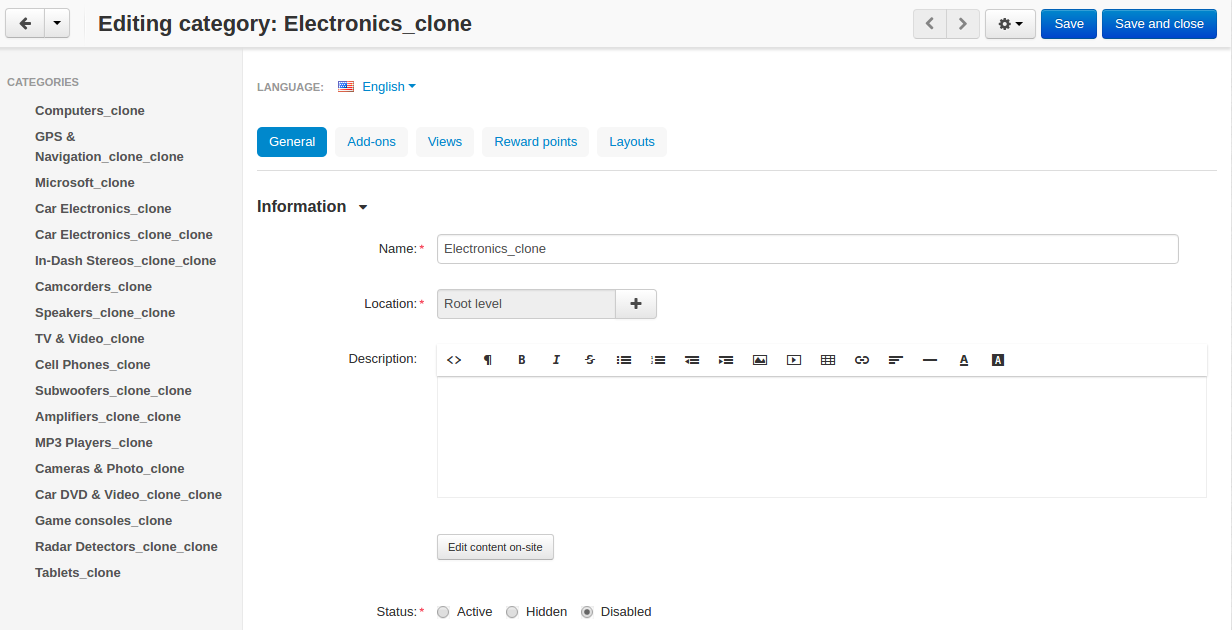 Editing category: Electronics_clone
Save
Save and close
CATEGORIES
Computers_clone
GPS &
Navigation_clone_clone
Microsoft_clone
Car Electronics_clone
Car Electronics_clone_clone
In-Dash Stereos_clone_clone
Camcorders_clone
Speakers_clone_clone
TV & Video_clone
Cell Phones_clone
Subwoofers_clone_clone
Amplifiers_clone_clone
MP3 Players_clone
Cameras & Photo_clone
Car DVD & Video_clone_clone
Game consoles_clone
Radar Detectors_clone_clone
Tablets_clone
LANGUAGE: English
General Add-ons Views Reward points Layouts
Information
Name:* Electronics_clone
Location:* Root level
Description:
Edit content on-site
Status:* Active Hidden Disabled